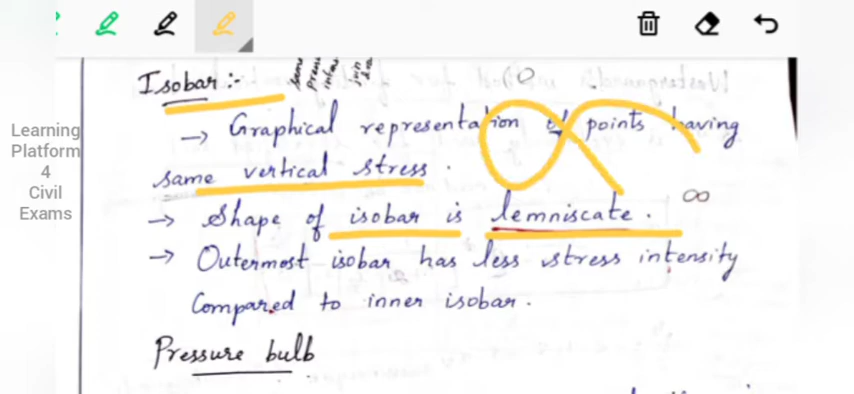 Isobar :-
→ Graphical representation of points having
same vertical stress.
→ Shape of isobar is lemniscate. ∞
→ Outermost isobar has less stress intensity
Compared to inner isobar.
Pressure bulb
Learning
Platform
4
Civil
Exams